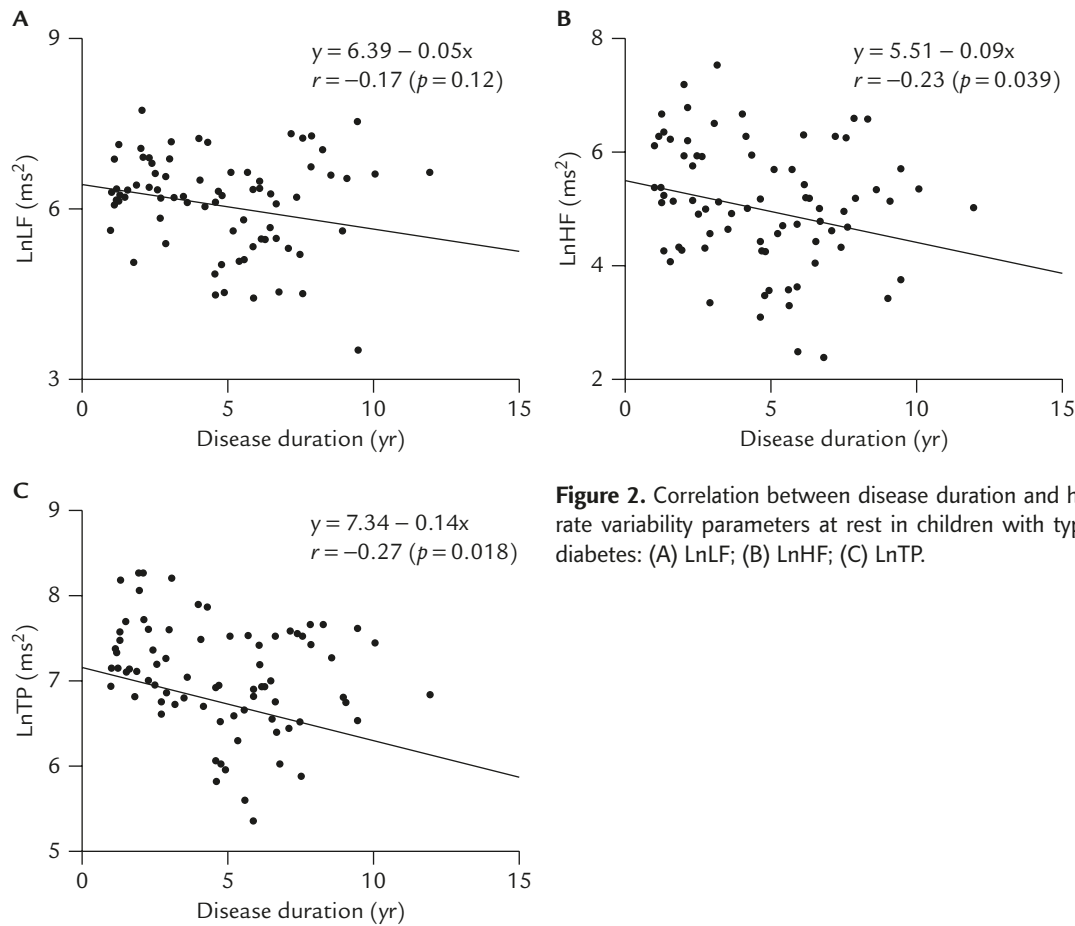 A
9
6
3
LnLF (ms²)
y = 6.39 – 0.05x
r = –0.17 (p = 0.12)
0 5 10 15
Disease duration (yr)
B
8
6
4
2
LnHF (ms²)
y = 5.51 – 0.09x
r = –0.23 (p = 0.039)
0 5 10 15
Disease duration (yr)
C
9
8
7
6
5
LnTP (ms²)
y = 7.34 – 0.14x
r = –0.27 (p = 0.018)
0 5 10 15
Disease duration (yr)
Figure 2. Correlation between disease duration and
rate variability parameters at rest in children with
diabetes: (A) LnLF; (B) LnHF; (C) LnTP.